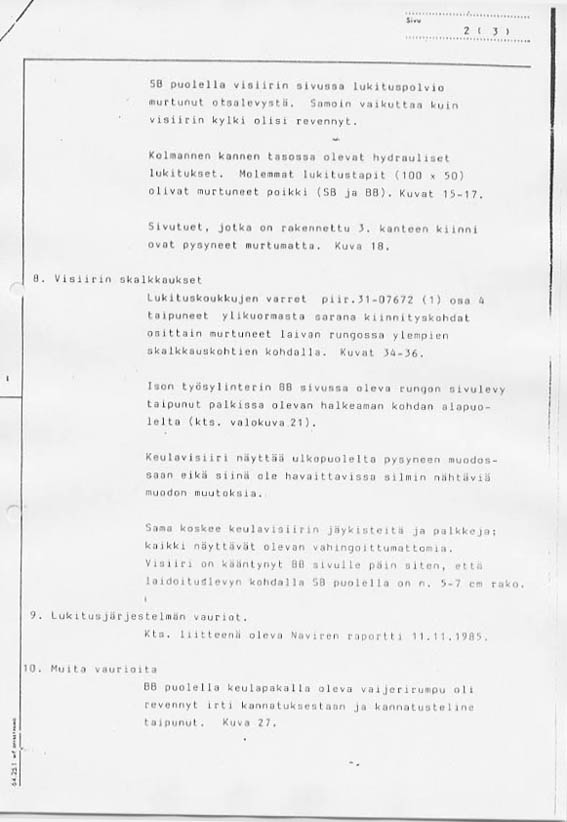 Sivu
2 ( 3 )
SB puolella visiirin sivussa lukituspolvio
murtunut otsalevystä. Samoin vaikuttaa kuin
visiirin kylki olisi revennyt.
Kolmannen kannen tasossa olevat hydrauliset
lukitukset. Molemmat lukitustapit (100 x 50)
olivat murtuneet poikki (SB ja BB). Kuvat 15-17.
Sivutuet, jotka on rakennettu 3. kanteen kiinni
ovat pysyneet murtumatta. Kuva 18.
8. Visiirin skalkkaukset
Lukituskoukkujen varret piir.31-07672 (1) osa 4
taipuneet ylikuormasta sarana kiinnityskohdat
osittain murtuneet laivan rungossa ylempien
skalkkauskohtien kohdalla. Kuvat 34-36.
Ison työsylinterin BB sivussa oleva rungon sivulevy
taipunut palkissa olevan halkeaman kohdan alapuo-
lelta (kts. valokuva 21).
Keulavisiiri näyttää ulkopuolelta pysyneen muodos-
saan eikä siinä ole havaittavissa silmin nähtäviä
muodon muutoksia.
Sama koskee keulavisiirin jäykisteitä ja palkkeja;
kaikki näyttävät olevan vahingoittumattomia.
Visiiri on kääntynyt BB sivulle päin siten, että
laidoituslevyn kohdalla SB puolella on n. 5-7 cm rako.
9. Lukitusjärjestelmän vauriot.
Kts. liitteenä oleva Naviren raportti 11.11.1985.
10. Muita vaurioita
BB puolella keulapakalla oleva vaijerirumpu oli
revennyt irti kannatuksestaan ja kannatusteline
taipunut. Kuva 27.